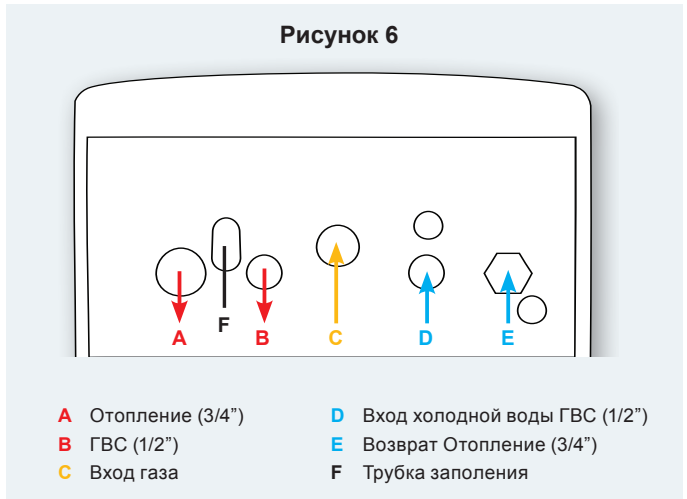 Рисунок 6
A
F
B
C
D
E
A Отопление (3/4”)
B ГВС (1/2”)
C Вход газа
D Вход холодной воды ГВС (1/2”)
E Возврат Отопление (3/4”)
F Трубка заполения